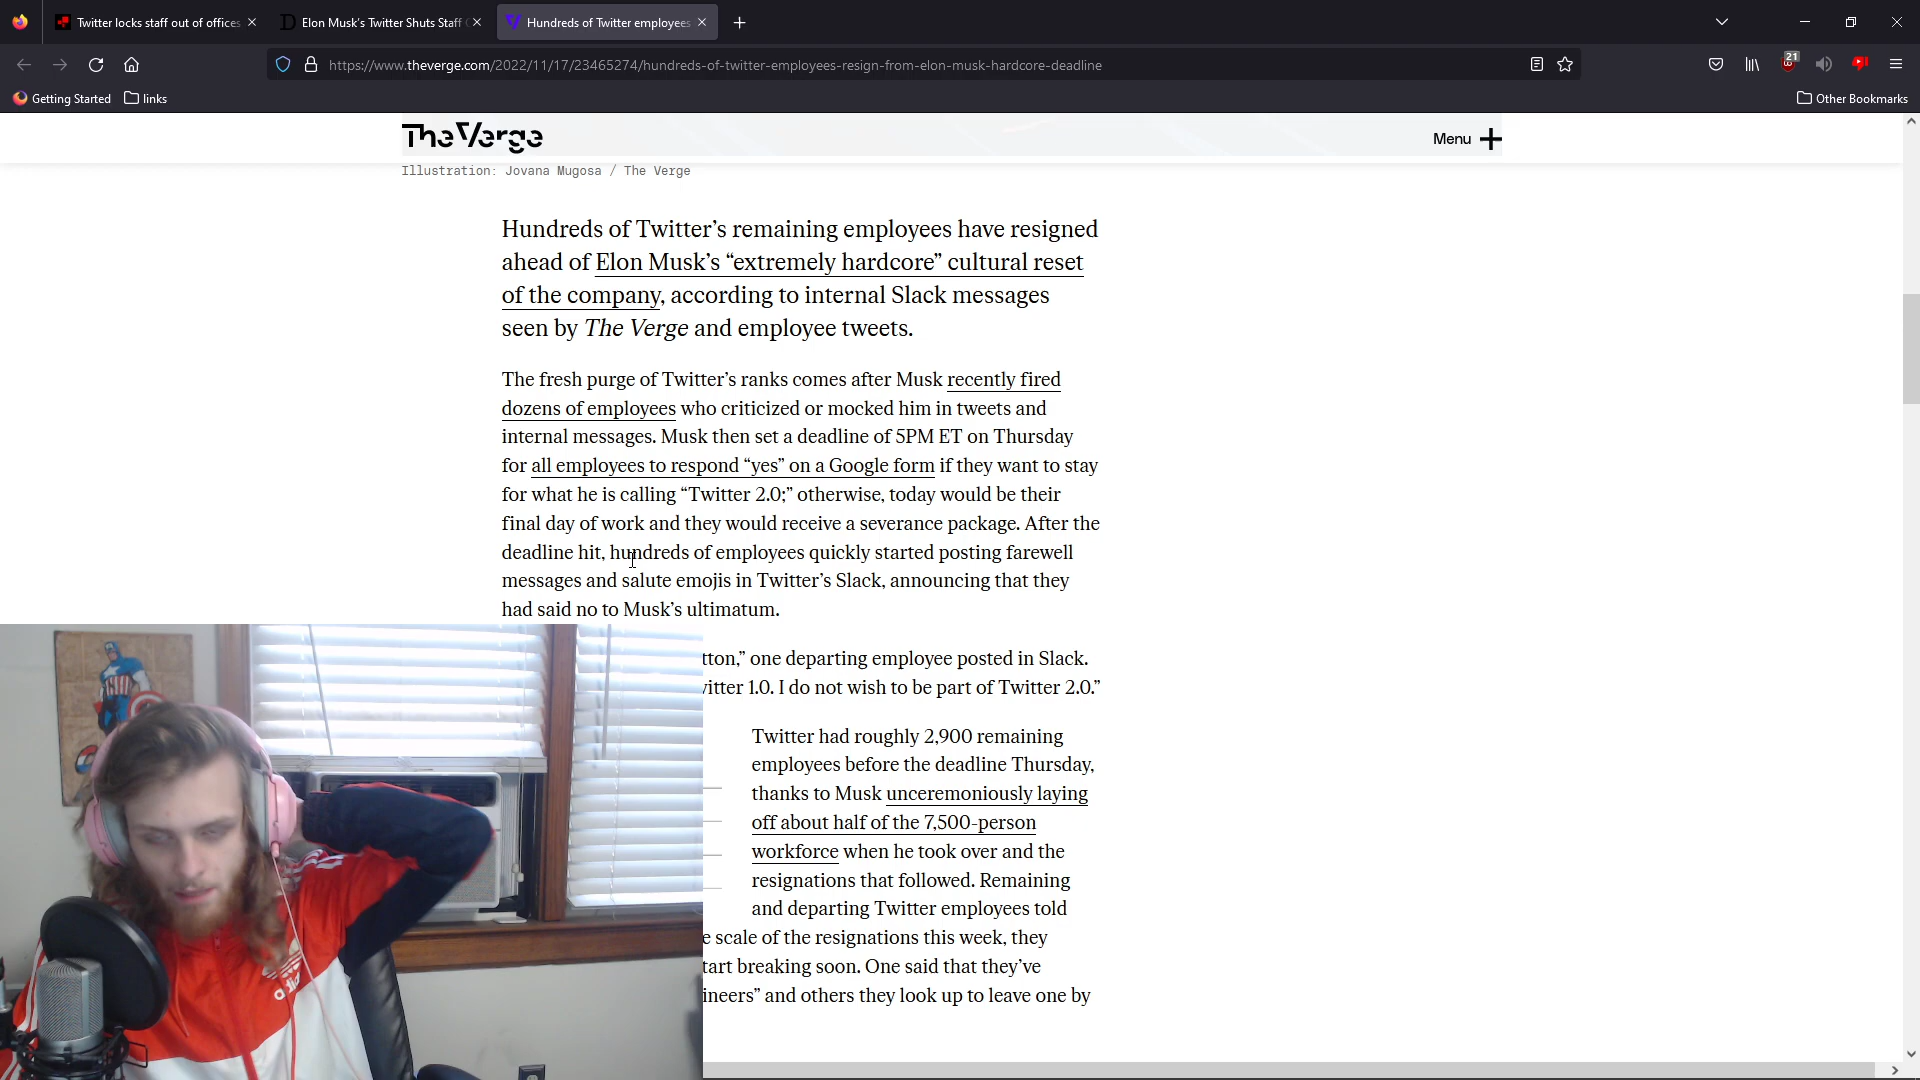 Twitter locks staff out of offices
Elon Musk's Twitter Shuts Staff
Hundreds of Twitter employees
https://www.theverge.com/2022/11/17/23465274/hundreds-of-twitter-employees-resign-from-elon-musk-hardcore-deadline
21
Getting Started
links
Other Bookmarks
The Verge
Menu
Illustration: Jovana Mugosa / The Verge
Hundreds of Twitter’s remaining employees have resigned
ahead of Elon Musk’s “extremely hardcore” cultural reset
of the company, according to internal Slack messages
seen by The Verge and employee tweets.
The fresh purge of Twitter’s ranks comes after Musk recently fired
dozens of employees who criticized or mocked him in tweets and
internal messages. Musk then set a deadline of 5PM ET on Thursday
for all employees to respond “yes” on a Google form if they want to stay
for what he is calling “Twitter 2.0;” otherwise, today would be their
final day of work and they would receive a severance package. After the
deadline hit, hundreds of employees quickly started posting farewell
messages and salute emojis in Twitter’s Slack, announcing that they
had said no to Musk’s ultimatum.
tton,” one departing employee posted in Slack.
vitter 1.0. I do not wish to be part of Twitter 2.0.”
Twitter had roughly 2,900 remaining
employees before the deadline Thursday,
thanks to Musk unceremoniously laying
off about half of the 7,500-person
workforce when he took over and the
resignations that followed. Remaining
and departing Twitter employees told
e scale of the resignations this week, they
tart breaking soon. One said that they’ve
ineers” and others they look up to leave one by
adidas